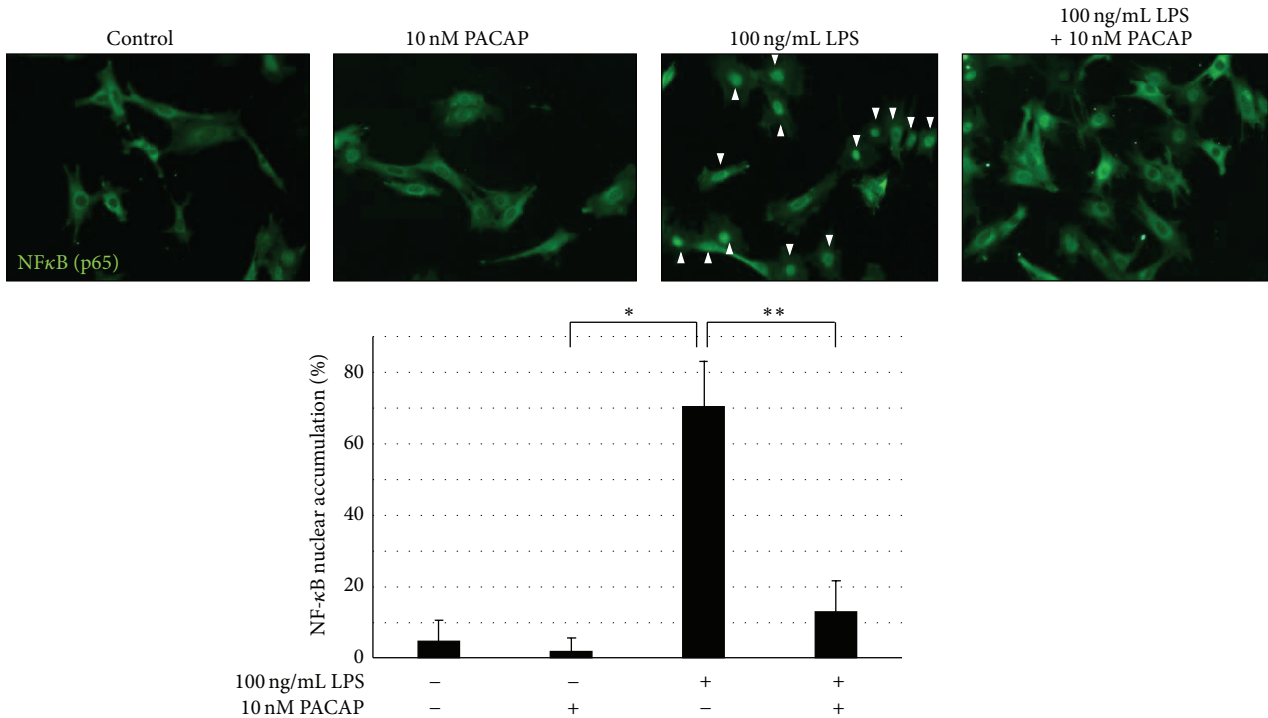 Control
10 nM PACAP
100 ng/mL LPS
100 ng/mL LPS
+ 10 nM PACAP
NFκB (p65)
* **
NF-κB nuclear accumulation (%)
80
60
40
20
0
100 ng/mL LPS − − + +
10 nM PACAP − + − +